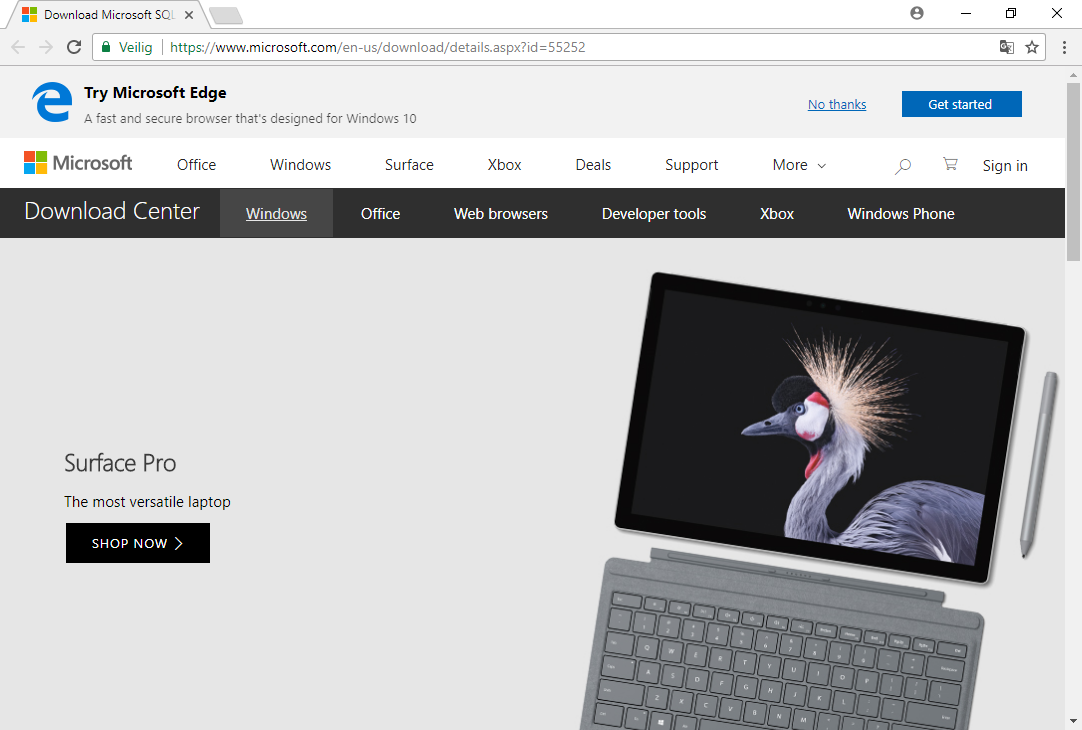 Download Microsoft SQL
Veilig https://www.microsoft.com/en-us/download/details.aspx?id=55252
Try Microsoft Edge
A fast and secure browser that's designed for Windows 10
No thanks
Get started
Microsoft Office Windows Surface Xbox Deals Support More Sign in
Download Center Windows Office Web browsers Developer tools Xbox Windows Phone
Surface Pro
The most versatile laptop
SHOP NOW